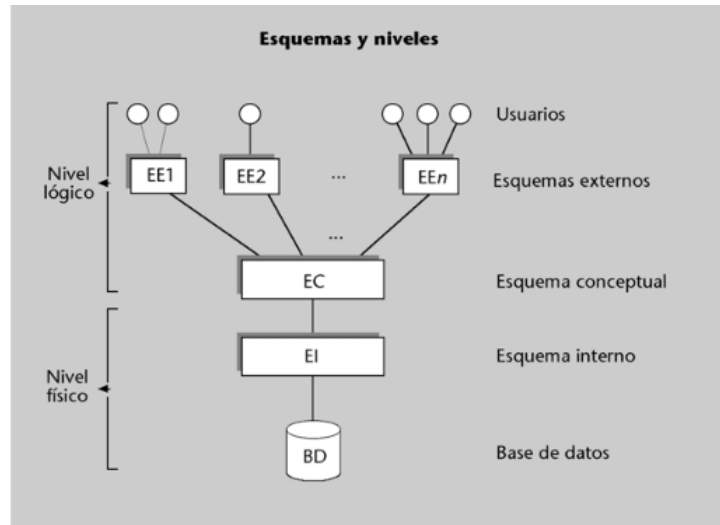 Esquemas y niveles
Usuarios
Nivel
lógico
EE1
EE2
...
EEn
Esquemas externos
...
EC
Esquema conceptual
Nivel
físico
EI
Esquema interno
BD
Base de datos